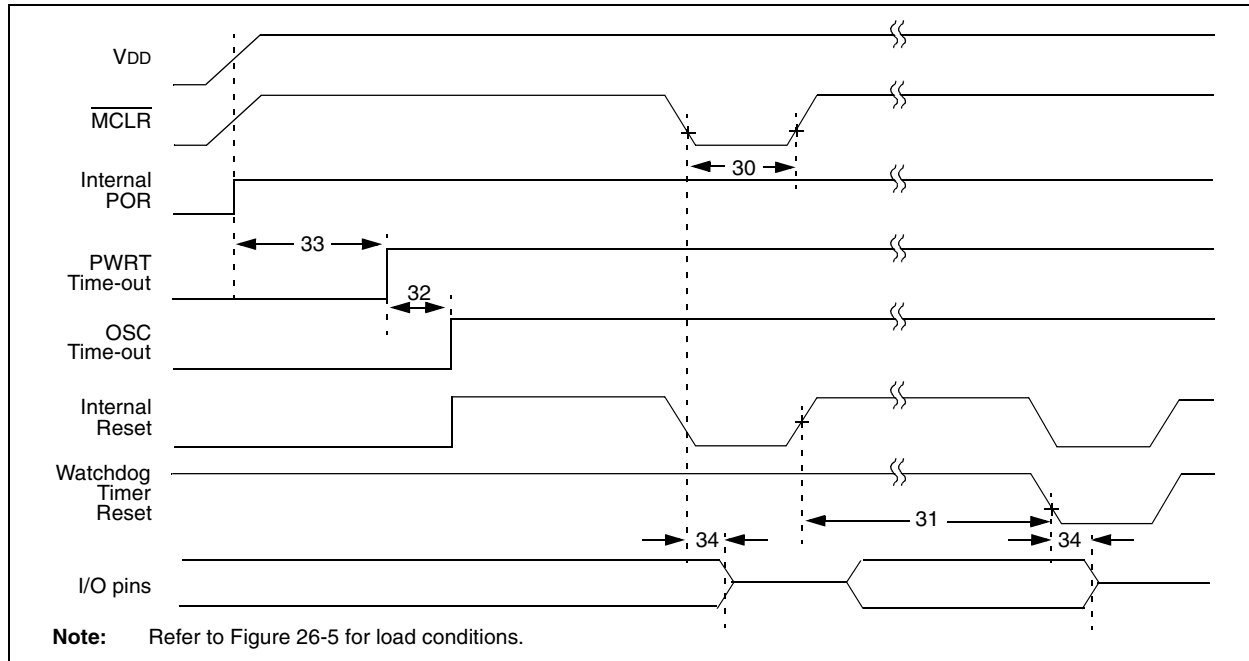 VDD
MCLR
30
Internal
POR
33
PWRT
Time-out
32
OSC
Time-out
Internal
Reset
Watchdog
Timer
Reset
31
34
34
I/O pins
Note: Refer to Figure 26-5 for load conditions.